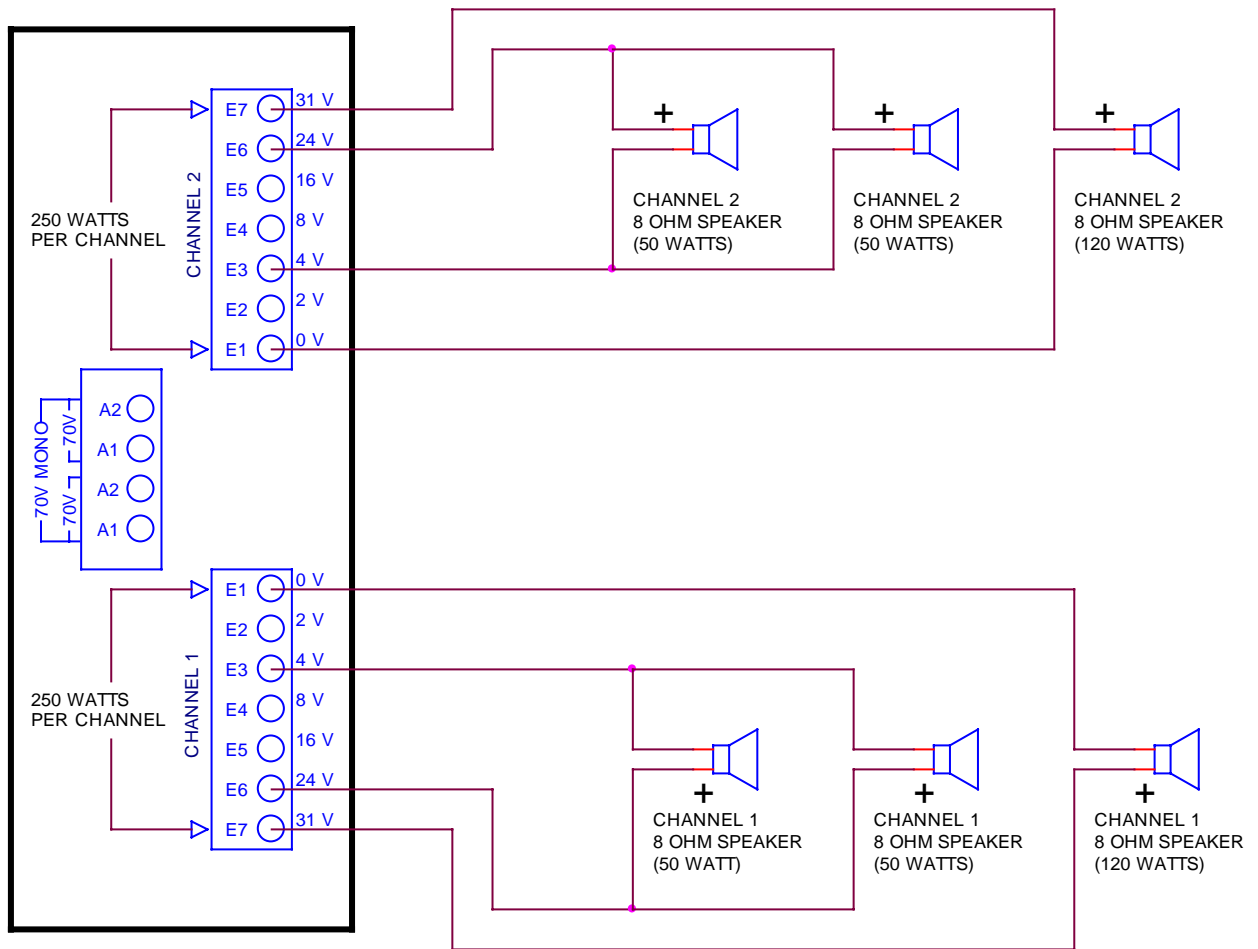 E7 31 V
E6 24 V
E5 16 V
E4 8 V
E3 4 V
E2 2 V
E1 0 V
CHANNEL 2
250 WATTS
PER CHANNEL
+
CHANNEL 2
8 OHM SPEAKER
(50 WATTS)
+
CHANNEL 2
8 OHM SPEAKER
(50 WATTS)
+
CHANNEL 2
8 OHM SPEAKER
(120 WATTS)
70V MONO
70V
70V
A2
A1
A2
A1
E1 0 V
E2 2 V
E3 4 V
E4 8 V
E5 16 V
E6 24 V
E7 31 V
CHANNEL 1
250 WATTS
PER CHANNEL
+
CHANNEL 1
8 OHM SPEAKER
(50 WATT)
+
CHANNEL 1
8 OHM SPEAKER
(50 WATTS)
+
CHANNEL 1
8 OHM SPEAKER
(120 WATTS)